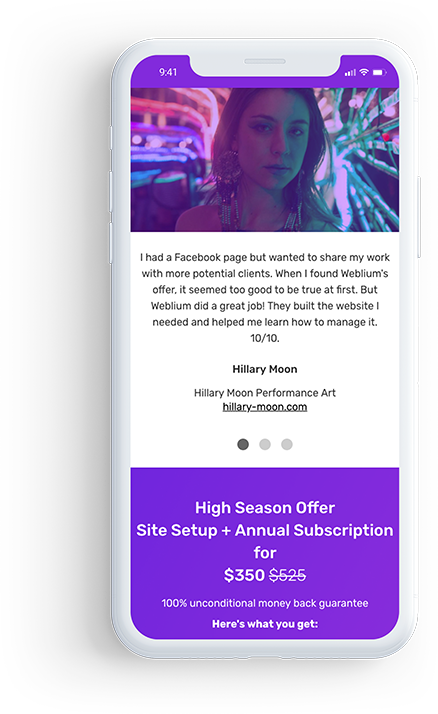 9:41
I had a Facebook page but wanted to share my work
with more potential clients. When I found Weblium's
offer, it seemed too good to be true at first. But
Weblium did a great job! They built the website I
needed and helped me learn how to manage it.
10/10.
Hillary Moon
Hillary Moon Performance Art
hillary-moon.com
High Season Offer
Site Setup + Annual Subscription
for
$350 $525
100% unconditional money back guarantee
Here's what you get: